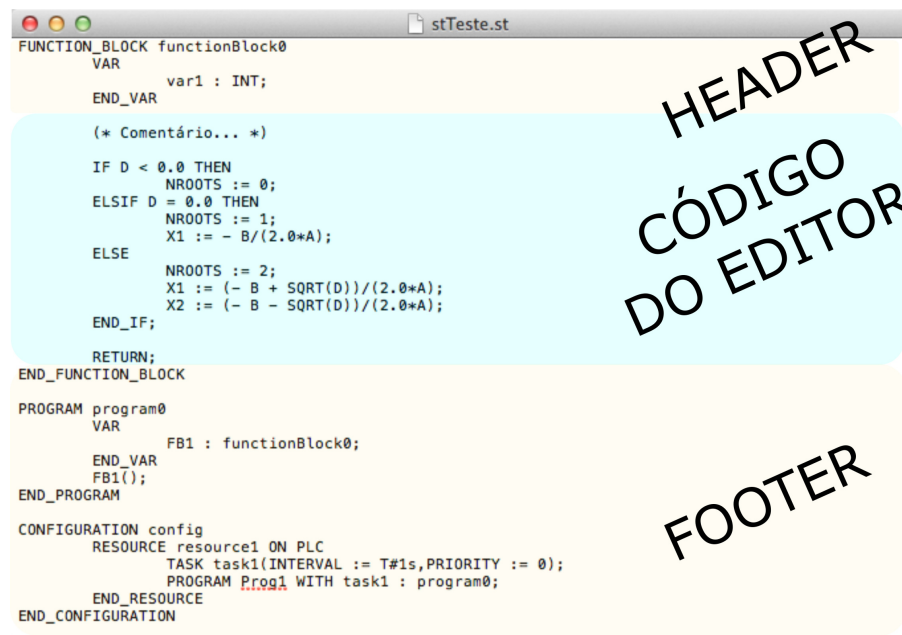 stTeste.st
FUNCTION_BLOCK functionBlock0
VAR
var1 : INT;
END_VAR
HEADER
(* Comentário... *)
IF D < 0.0 THEN
NROOTS := 0;
ELSIF D = 0.0 THEN
NROOTS := 1;
X1 := - B/(2.0*A);
ELSE
NROOTS := 2;
X1 := (- B + SQRT(D))/(2.0*A);
X2 := (- B - SQRT(D))/(2.0*A);
END_IF;
RETURN;
CÓDIGO
DO EDITOR
END_FUNCTION_BLOCK
PROGRAM program0
VAR
FB1 : functionBlock0;
END_VAR
FB1();
END_PROGRAM
CONFIGURATION config
RESOURCE resource1 ON PLC
TASK task1(INTERVAL := T#1s,PRIORITY := 0);
PROGRAM Prog1 WITH task1 : program0;
END_RESOURCE
END_CONFIGURATION
FOOTER